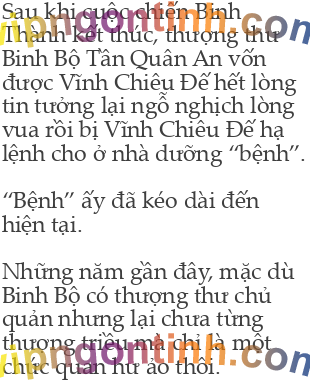 Sau khi cuộc chiến Bình
Thành kết thúc, thượng thư
Binh Bộ Tần Quân An vốn
được Vĩnh Chiêu Đế hết lòng
tin tưởng lại ngỗ nghịch lòng
vua rồi bị Vĩnh Chiêu Đế hạ
lệnh cho ở nhà dưỡng “bệnh”.
“Bệnh” ấy đã kéo dài đến
hiện tại.
Những năm gần đây, mặc dù
Binh Bộ có thượng thư chủ
quản nhưng lại chưa từng
thượng triều mà chỉ là một
chức quan hư ảo thôi.
vipngontinh.com
vipngontinh.com